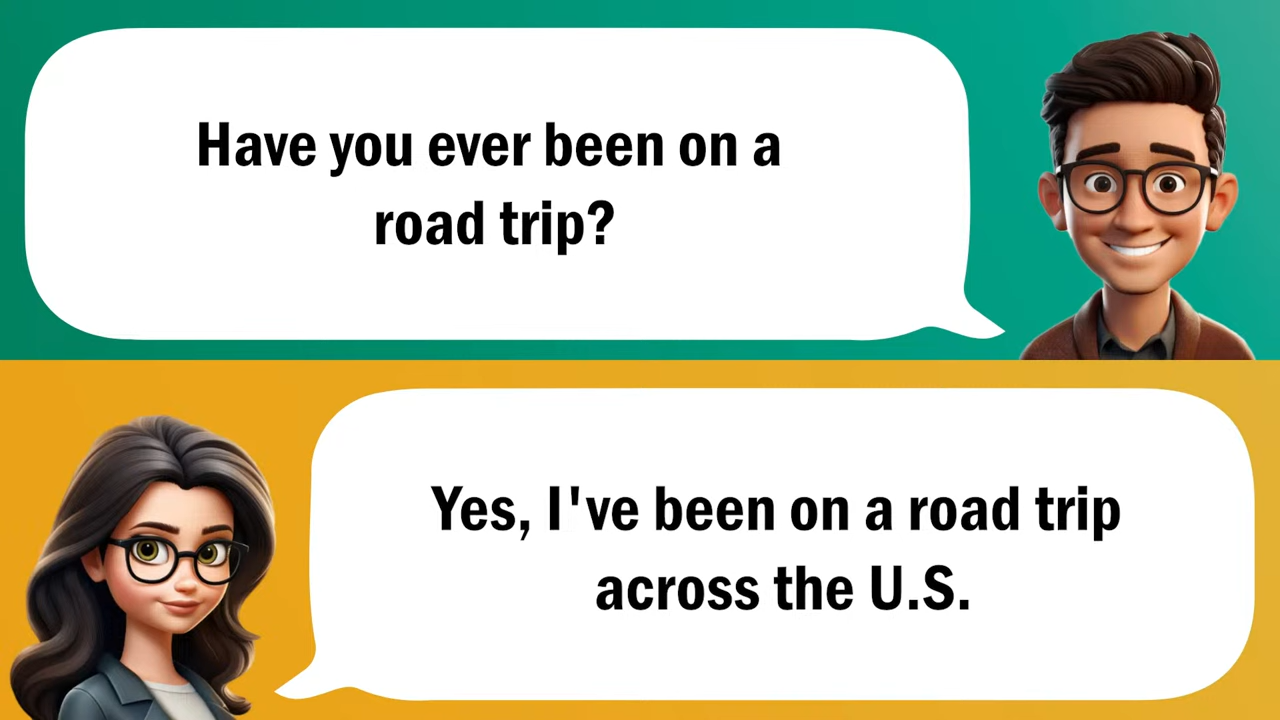 Have you ever been on a
road trip?
Yes, I've been on a road trip
across the U.S.